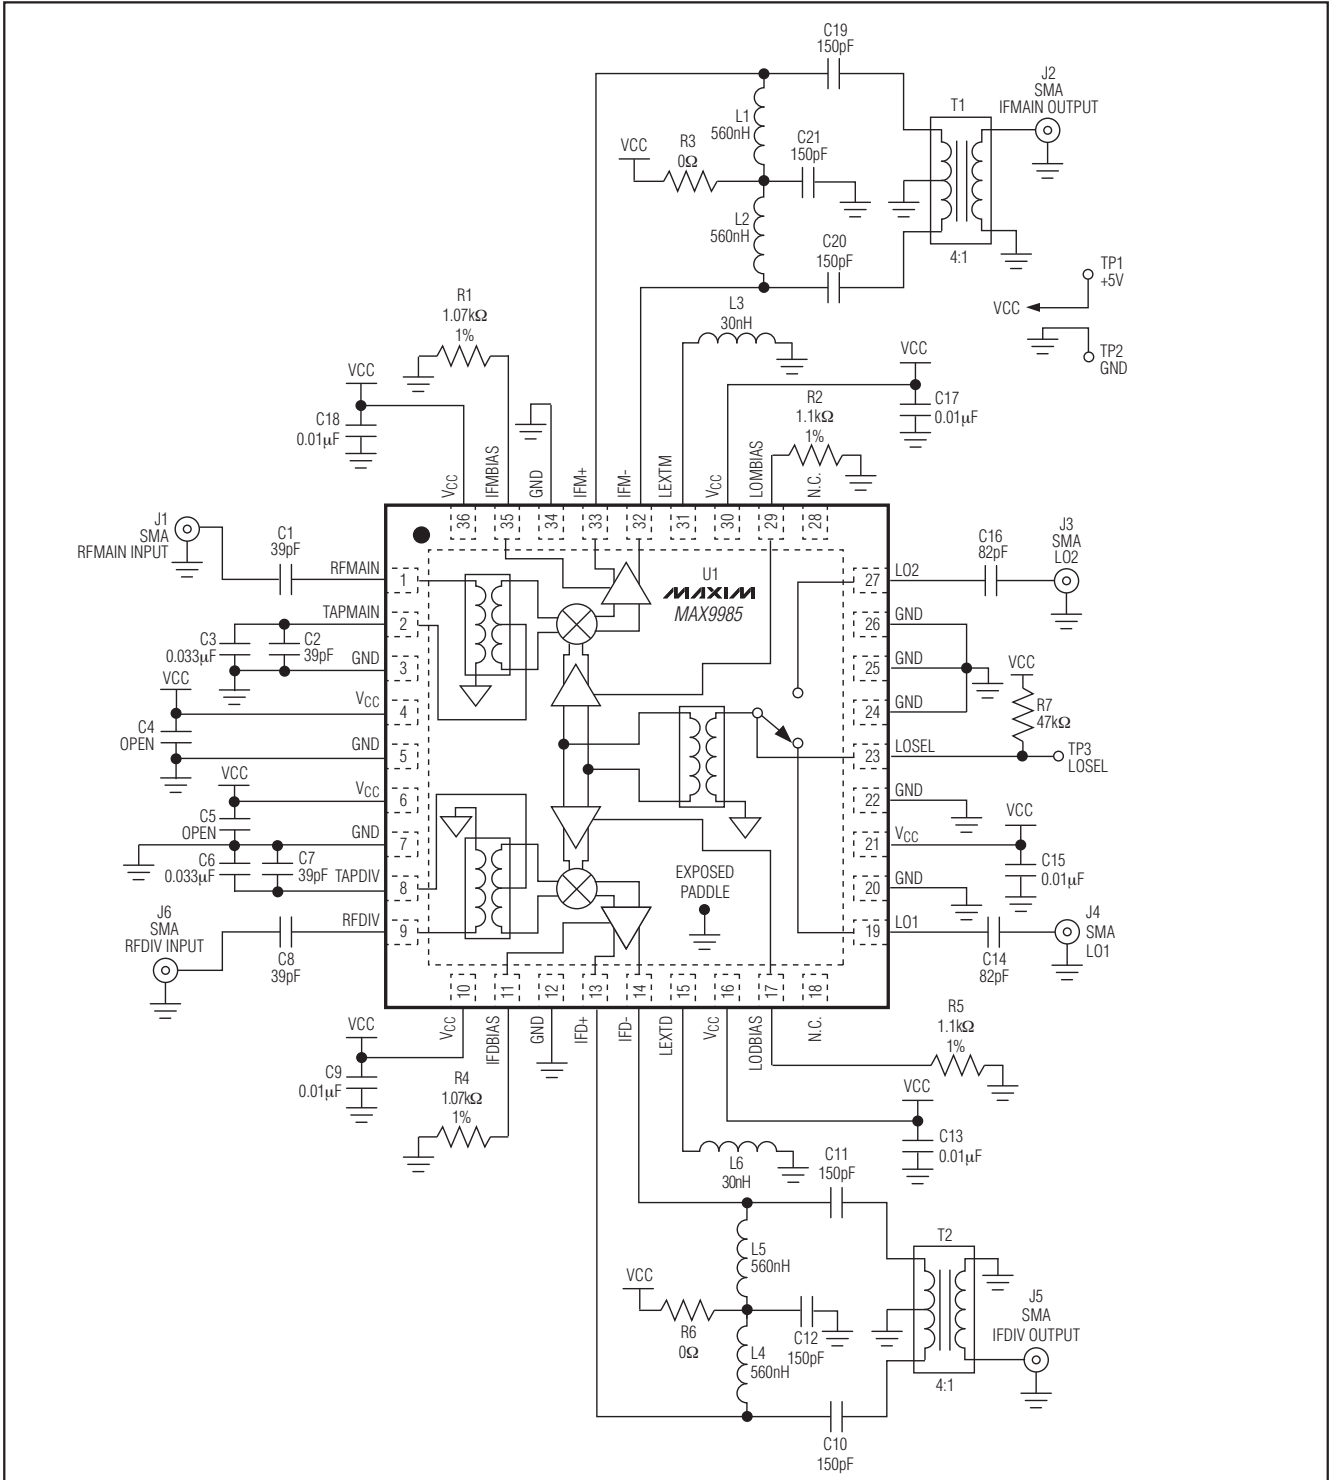 C19
150pF
J2
SMA
IFMAIN OUTPUT
T1
L1
560nH
R3
0Ω
VCC
C21
150pF
L2
560nH
C20
150pF
4:1
TP1
+5V
VCC
TP2
GND
R1
1.07kΩ
1%
L3
30nH
VCC
VCC
C18
0.01µF
R2
1.1kΩ
1%
C17
0.01µF
VCC
IFMBIAS
GND
IFM+
IFM-
LEXTM
VCC
LOMBIAS
N.C.
36
35
34
33
32
31
30
29
28
J1
SMA
RFMAIN INPUT
C1
39pF
RFMAIN
1
U1
MAXIM
MAX9985
27
LO2
C16
82pF
J3
SMA
LO2
TAPMAIN
2
26
GND
C3
0.033µF
C2
39pF
GND
3
25
GND
VCC
VCC
VCC
4
24
GND
R7
47kΩ
C4
OPEN
GND
5
23
LOSEL
TP3
LOSEL
VCC
VCC
6
22
GND
C5
OPEN
VCC
GND
7
21
VCC
C6
0.033µF
C7
39pF
TAPDIV
8
EXPOSED
PADDLE
20
GND
C15
0.01µF
J6
SMA
RFDIV INPUT
RFDIV
9
19
LO1
J4
SMA
LO1
C8
39pF
C14
82pF
10
11
12
13
14
15
16
17
18
VCC
IFDBIAS
GND
IFD+
IFD-
LEXTD
VCC
LODBIAS
N.C.
R5
1.1kΩ
1%
VCC
C9
0.01µF
R4
1.07kΩ
1%
VCC
C13
0.01µF
L6
30nH
C11
150pF
T2
L5
560nH
VCC
R6
0Ω
C12
150pF
J5
SMA
IFDIV OUTPUT
L4
560nH
4:1
C10
150pF